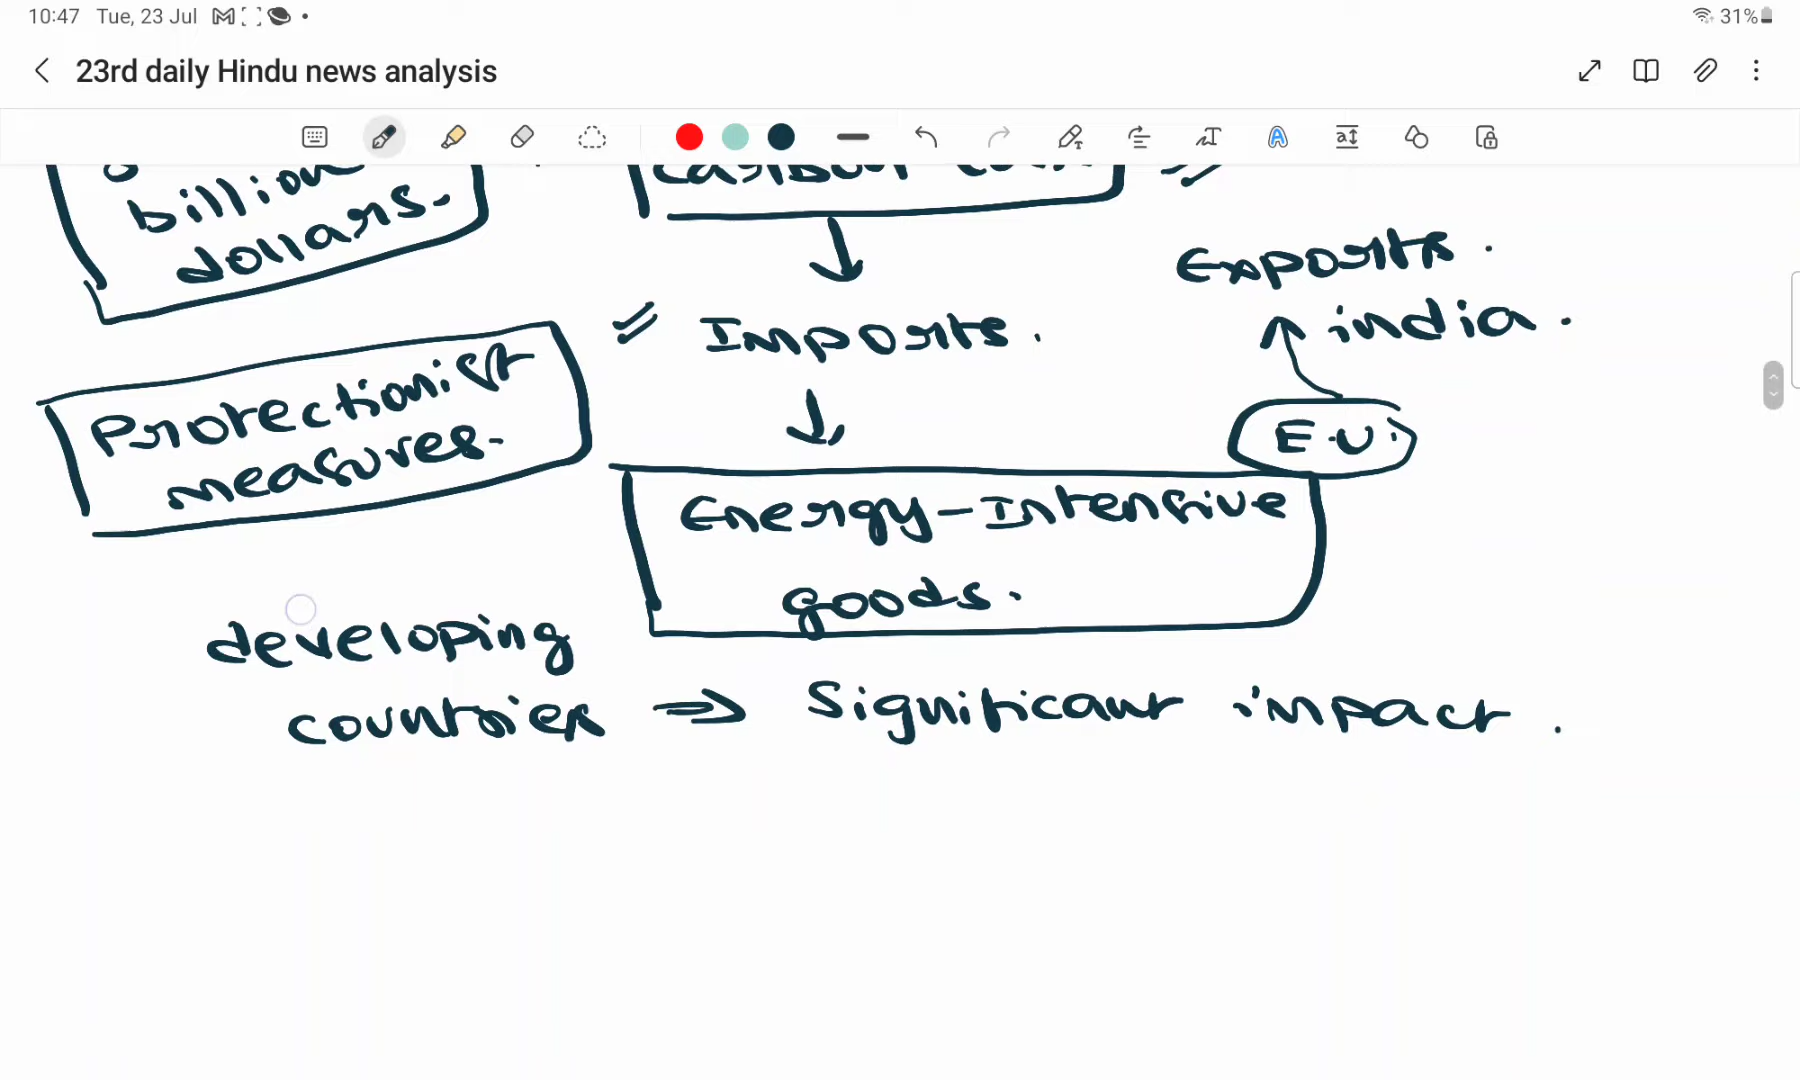 10:47 Tue, 23 Jul
31%
23rd daily Hindu news analysis
billion
dollars.
Exports.
india.
Imports.
E.U.
Protectionist
measures.
Energy-Intensive
goods.
developing
countries ⇒ Significant impact.